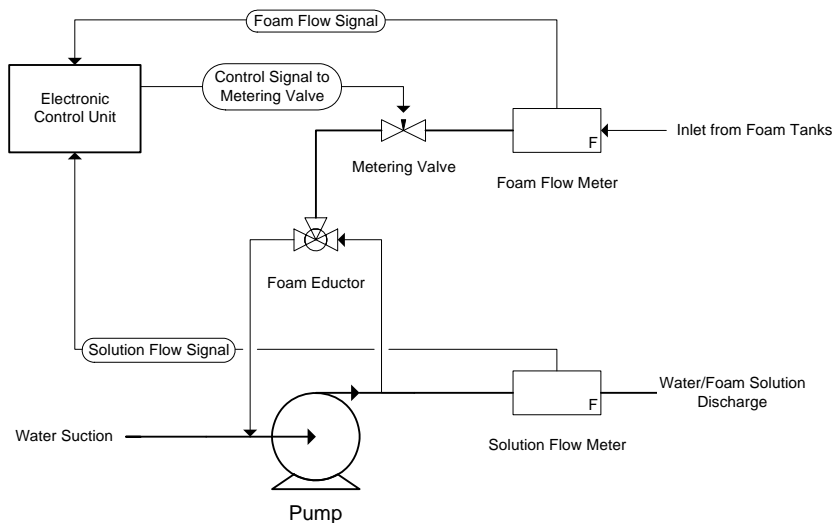 Foam Flow Signal
Electronic
Control Unit
Control Signal to
Metering Valve
F
Inlet from Foam Tanks
Metering Valve
Foam Flow Meter
Foam Eductor
Solution Flow Signal
F
Water/Foam Solution
Discharge
Water Suction
Solution Flow Meter
Pump